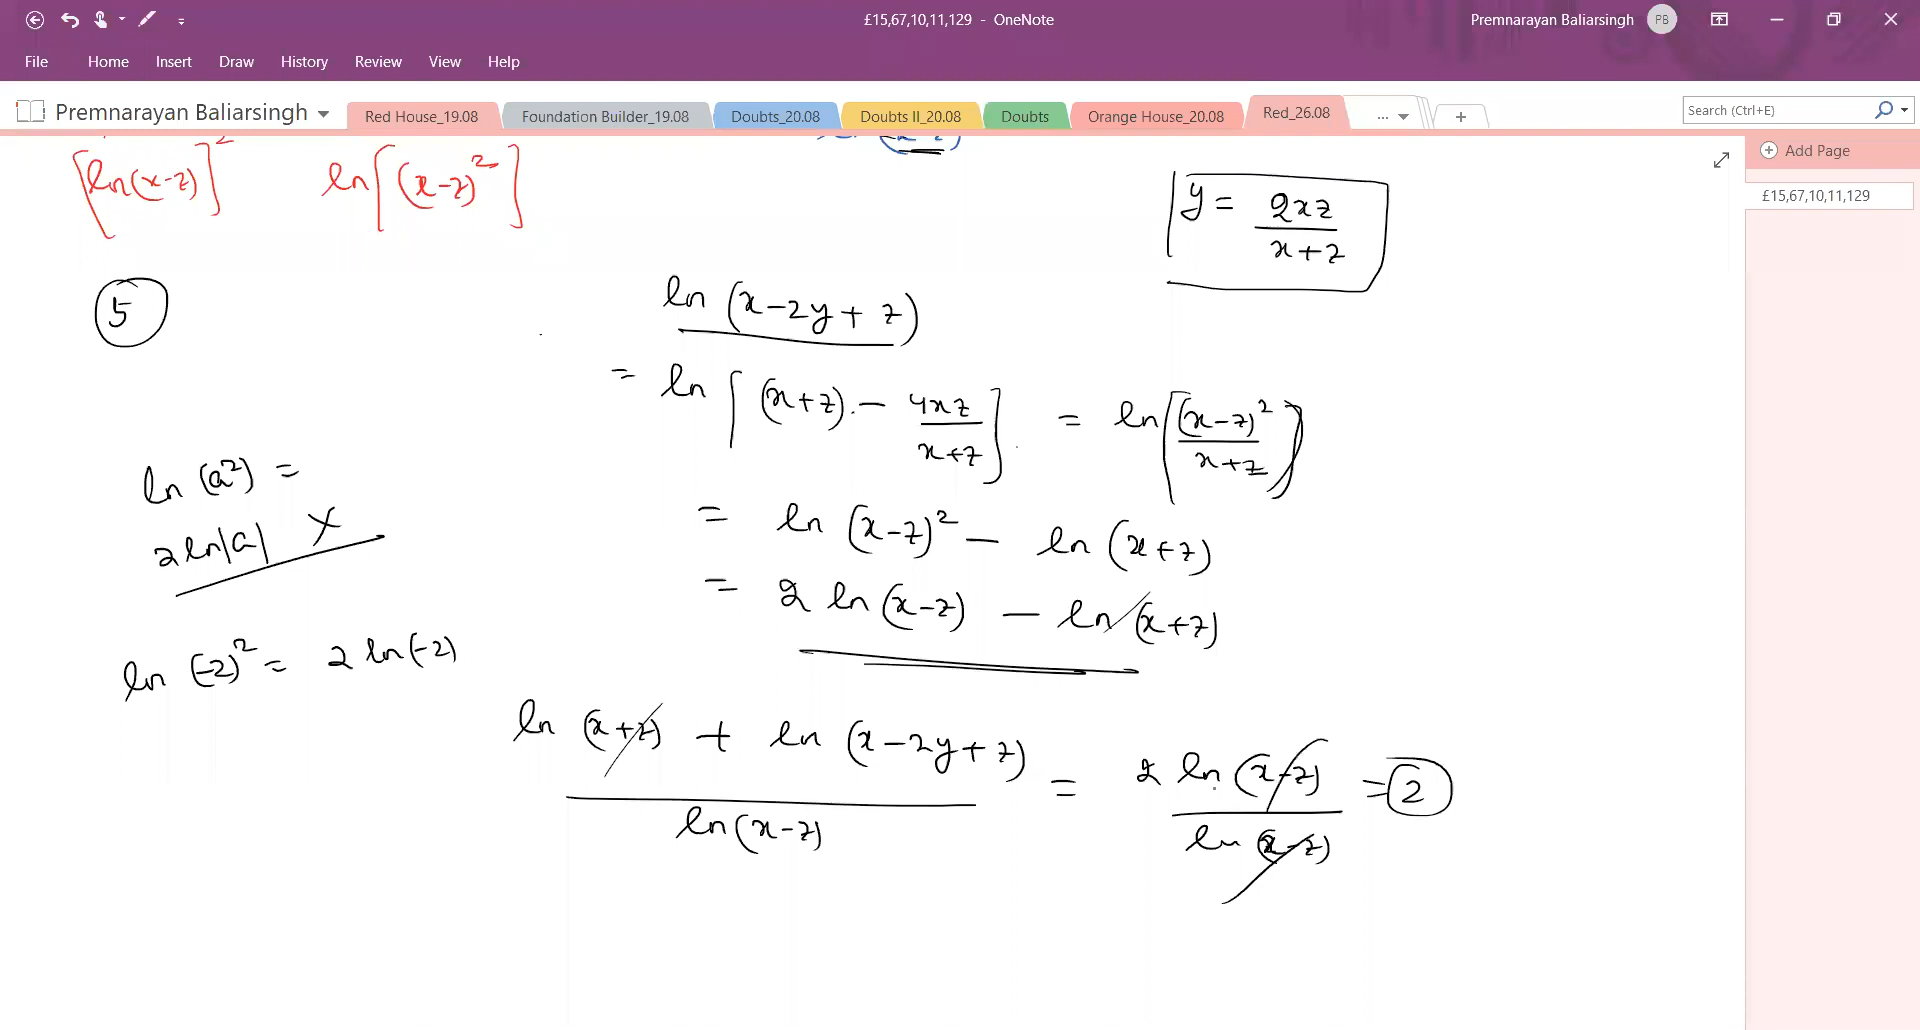 £15,67,10,11,129 - OneNote
Premnarayan Baliarsingh PB
File Home Insert Draw History Review View Help
Premnarayan Baliarsingh
Red House_19.08 Foundation Builder_19.08 Doubts_20.08 Doubts II_20.08 Doubts Orange House_20.08 Red_26.08 ... +
Search (Ctrl+E)
Add Page
£15,67,10,11,129
[ln(x-z)]² ln[(x-z)²]
y = 2xz/(x+z)
5
ln (x-2y+z)
= ln [(x+z) - 4xz/(x+z)] = ln[(x-z)²/(x+z)]
ln (a²) =
2 ln|a| X
= ln (x-z)² - ln (x+z)
= 2 ln (x-z) - ln (x+z)
ln (-2)² = 2 ln(-2)
(ln (x+z) + ln (x-2y+z))/ln(x-z) = 2 ln (x-z)/ln (x-z) = 2